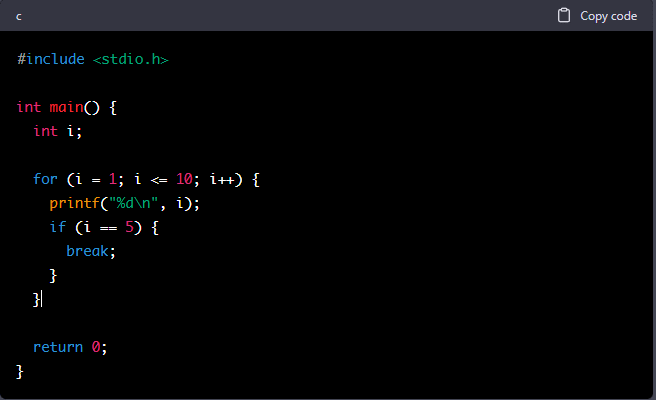 c Copy code
#include <stdio.h>
int main() {
  int i;
  for (i = 1; i <= 10; i++) {
    printf("%d\n", i);
    if (i == 5) {
      break;
    }
  }
  return 0;
}